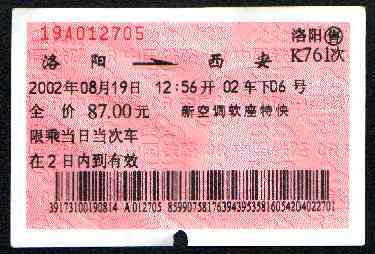 19A012705 洛阳售
洛阳 → 西安 K761次
2002年08月19日 12:56开 02车下06号
全价 87.00元 新空调软座特快
限乘当日当次车
在2日内到有效
39173100190814 A012705 85990758176394395358160542040 22701